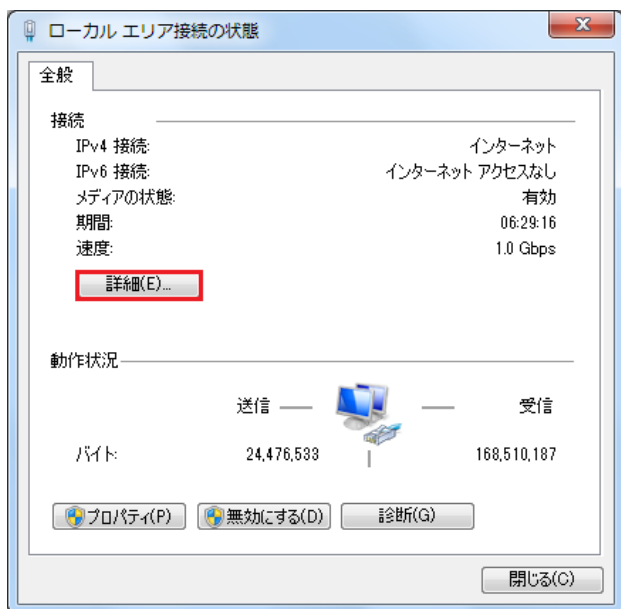 ローカル エリア接続の状態
全般
接続
IPv4 接続: インターネット
IPv6 接続: インターネット アクセスなし
メディアの状態: 有効
期間: 06:29:16
速度: 1.0 Gbps
詳細(E)...
動作状況
送信 受信
バイト: 24,476,533 168,510,187
プロパティ(P) 無効にする(D) 診断(G)
閉じる(C)